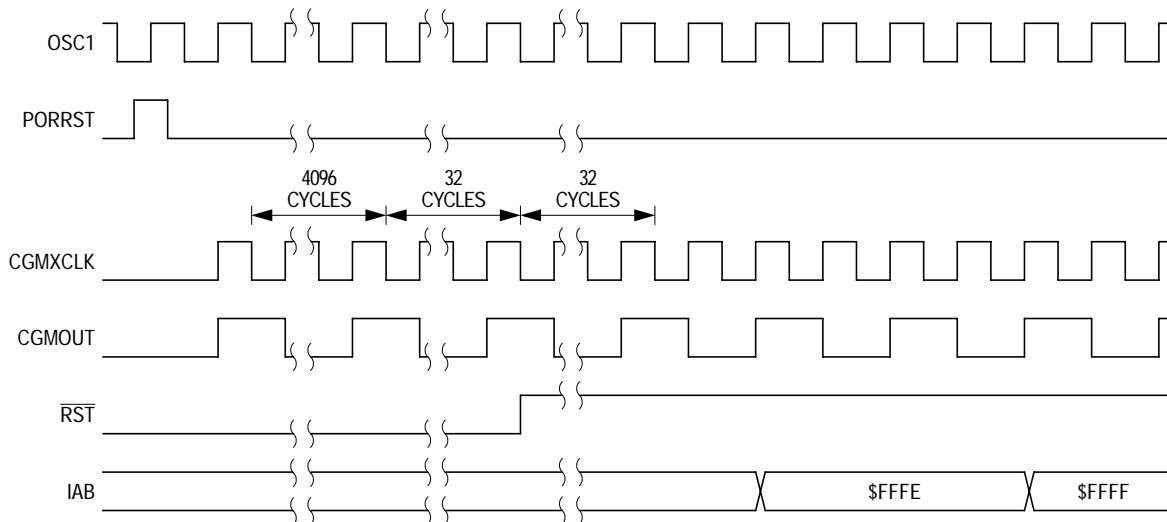 OSC1
PORRST
4096
CYCLES
32
CYCLES
32
CYCLES
CGMXCLK
CGMOUT
RST
IAB
$FFFE
$FFFF